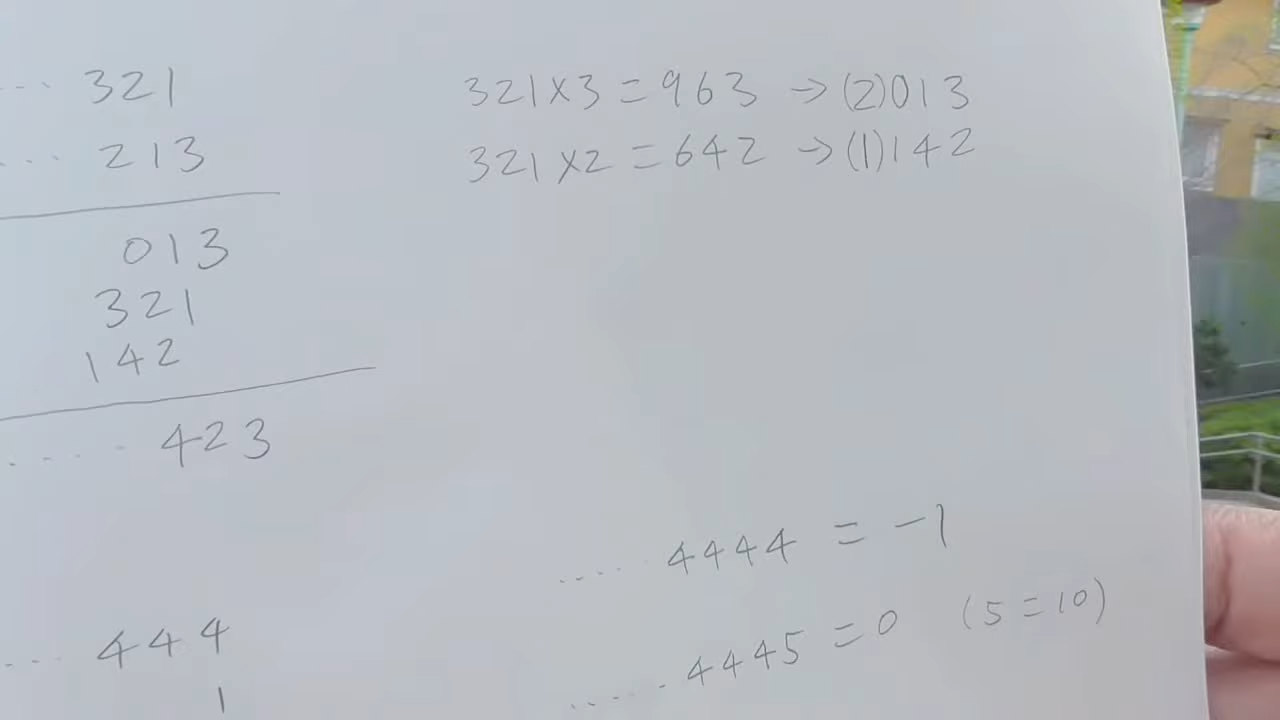 ... 321
... 213
013
321
142
.... 423
... 444
1
321×3=963 → (2)013
321×2=642 → (1)142
..... 4444 = -1
..... 4445 = 0 (5=10)